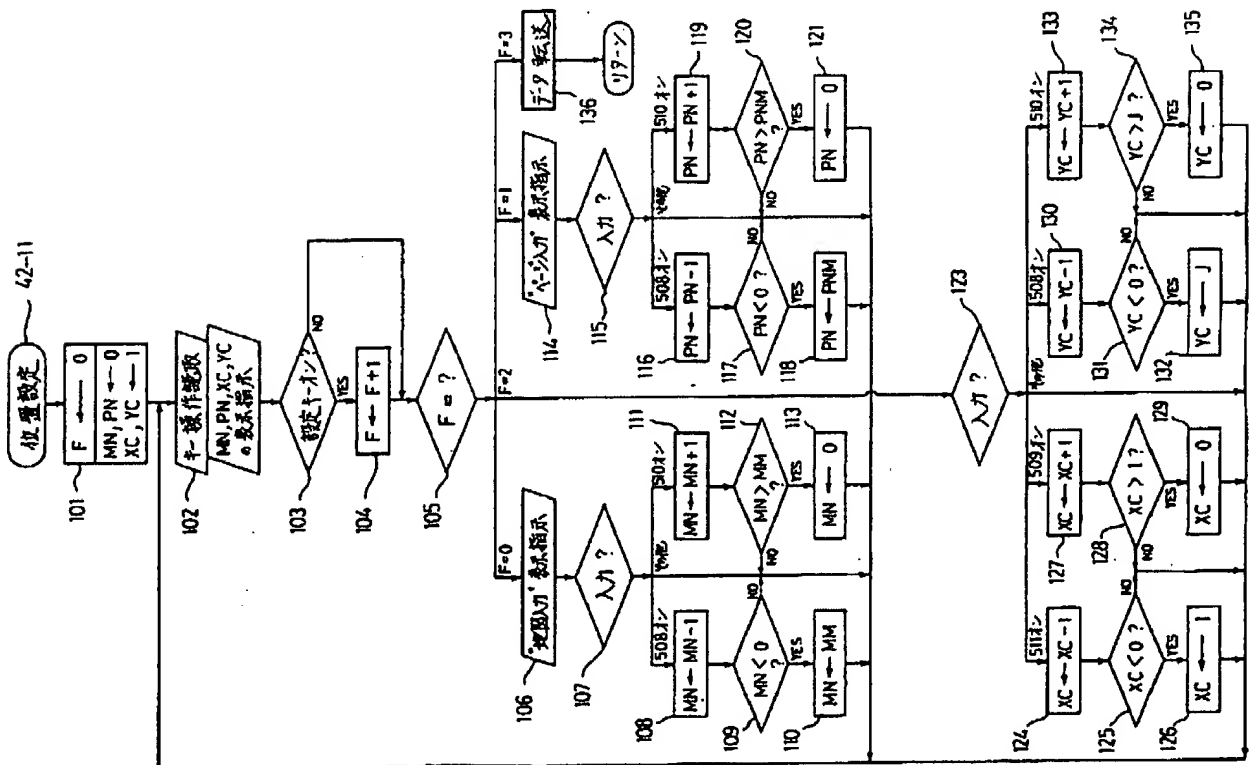 位置設定
42-11
101
F ← 0
MN, PN ← 0
XC, YC ← 1
102
キー操作読取
MN, PN, XC, YC
の表示指示
103
設定キーオン?
NO
YES
104
F ← F+1
105
F = ?
F=0
F=2
F=1
F=3
106
"地図入力" 表示指示
107
入力?
508オン
その他
510オン
108
MN ← MN-1
109
MN < 0
?
NO
YES
110
MN ← MM
111
MN ← MN+1
112
MN > MM
?
NO
YES
113
MN ← 0
114
"ページ入力" 表示指示
115
入力?
508オン
その他
510オン
116
PN ← PN-1
117
PN < 0 ?
NO
YES
118
PN ← PNM
119
PN ← PN+1
120
PN > PNM
?
NO
YES
121
PN ← 0
136
データ転送
リターン
123
入力?
511オン
509オン
その他
508オン
510オン
124
XC ← XC-1
125
XC < 0 ?
NO
YES
126
XC ← I
127
XC ← XC+1
128
XC > I ?
NO
YES
129
XC ← 0
130
YC ← YC-1
131
YC < 0 ?
NO
YES
132
YC ← J
133
YC ← YC+1
134
YC > J ?
NO
YES
135
YC ← 0